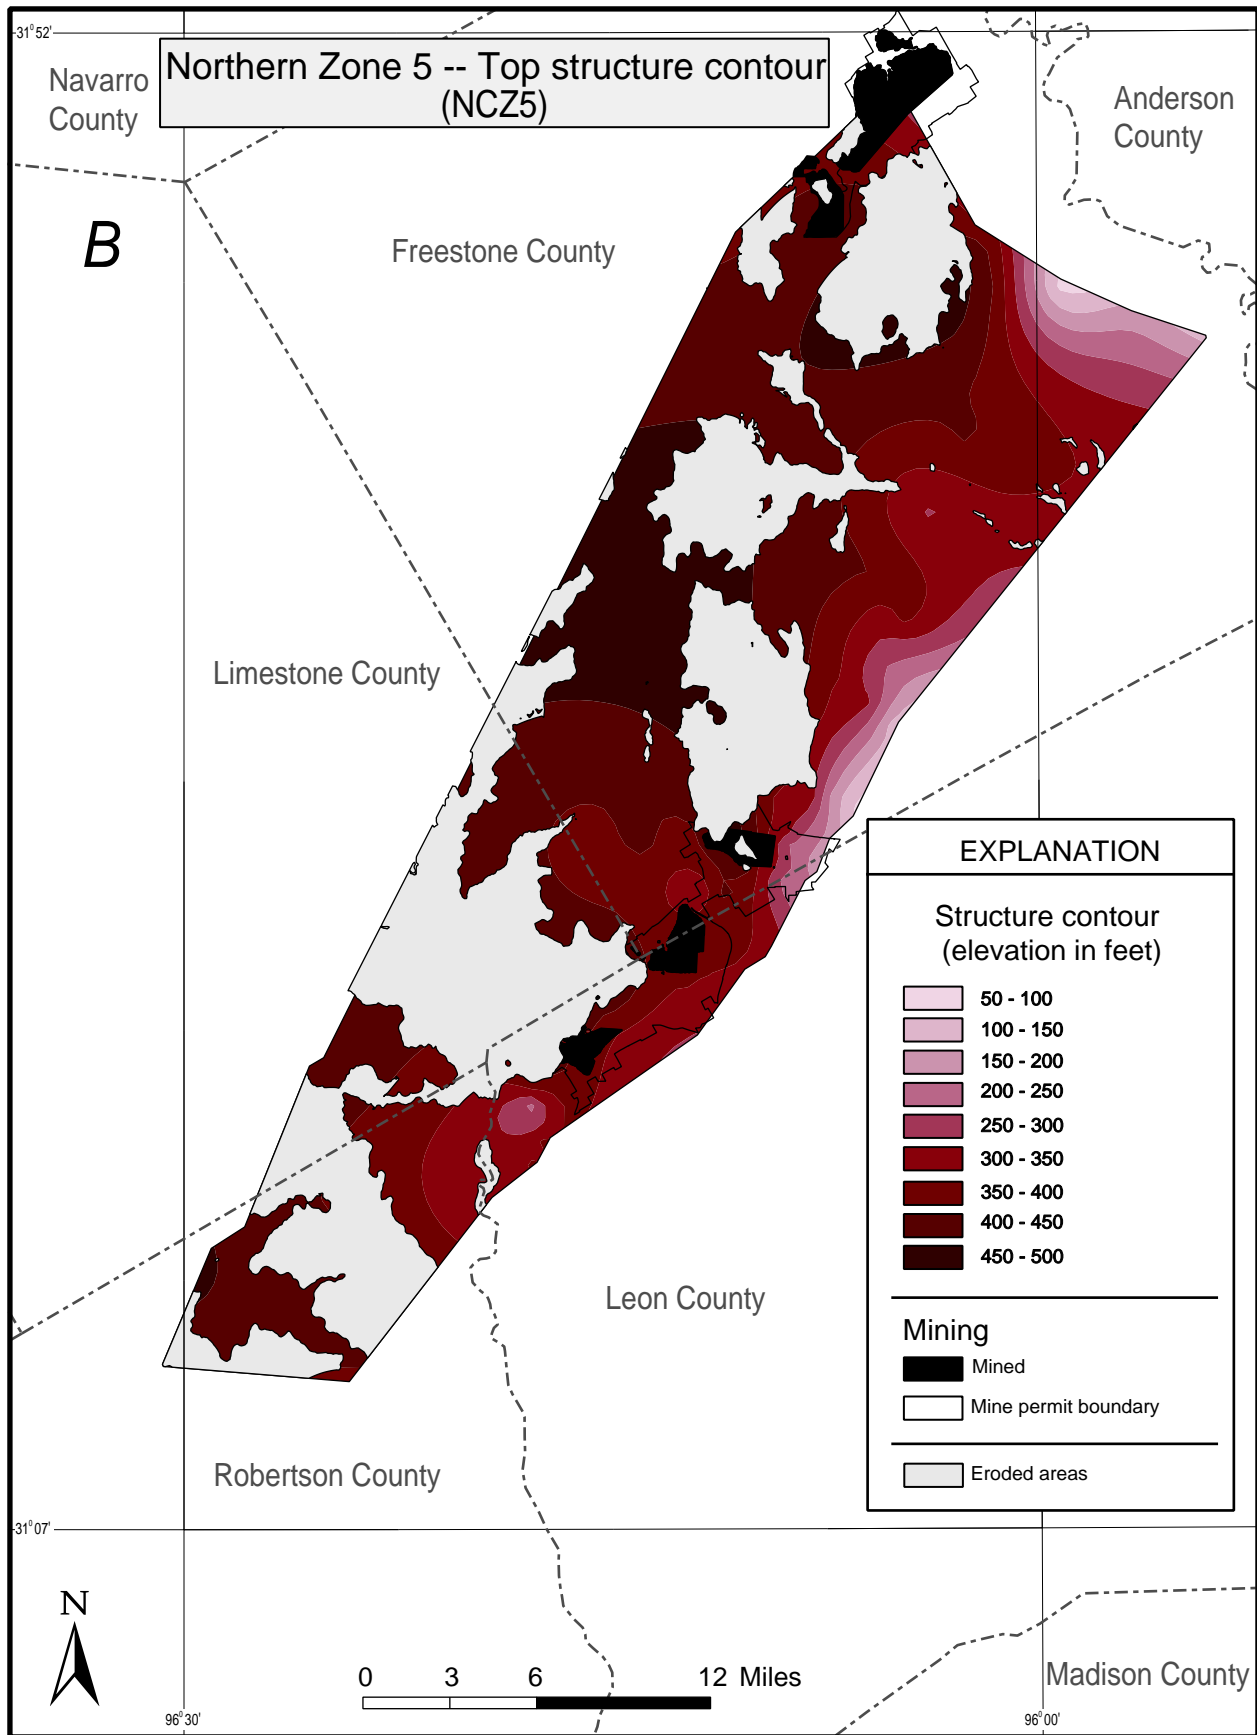 31°52'
Northern Zone 5 -- Top structure contour
(NCZ5)
Navarro
County
Anderson
County
B
Freestone County
Limestone County
EXPLANATION
Structure contour
(elevation in feet)
50 - 100
100 - 150
150 - 200
200 - 250
250 - 300
300 - 350
350 - 400
400 - 450
450 - 500
Mining
Mined
Mine permit boundary
Eroded areas
Leon County
Robertson County
31°07'
N
0 3 6 12 Miles
Madison County
96°30'
96°00'